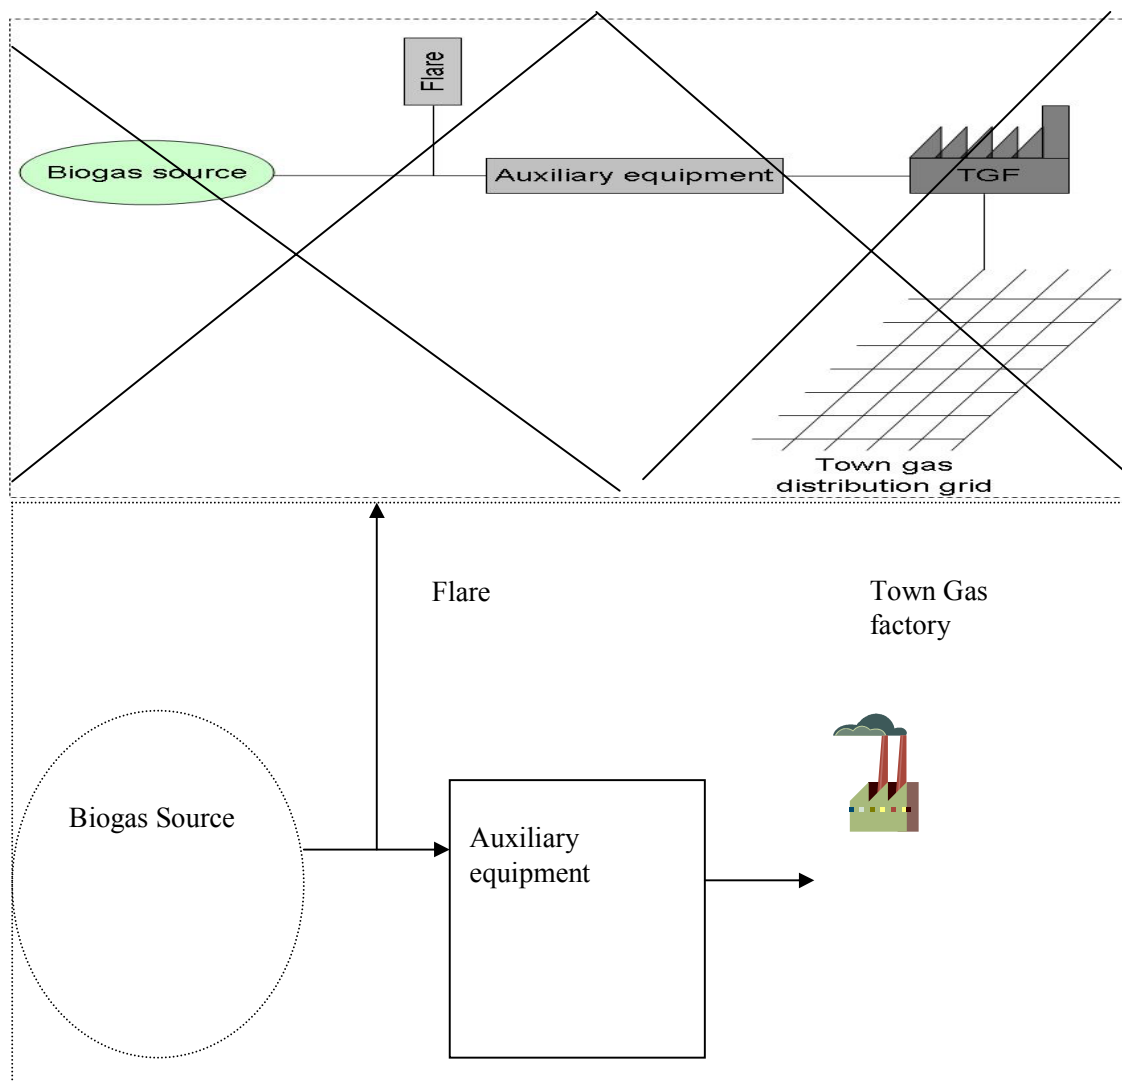 Flare
Biogas source
Auxiliary equipment
TGF
Town gas
distribution grid
Flare
Town Gas
factory
Biogas Source
Auxiliary
equipment